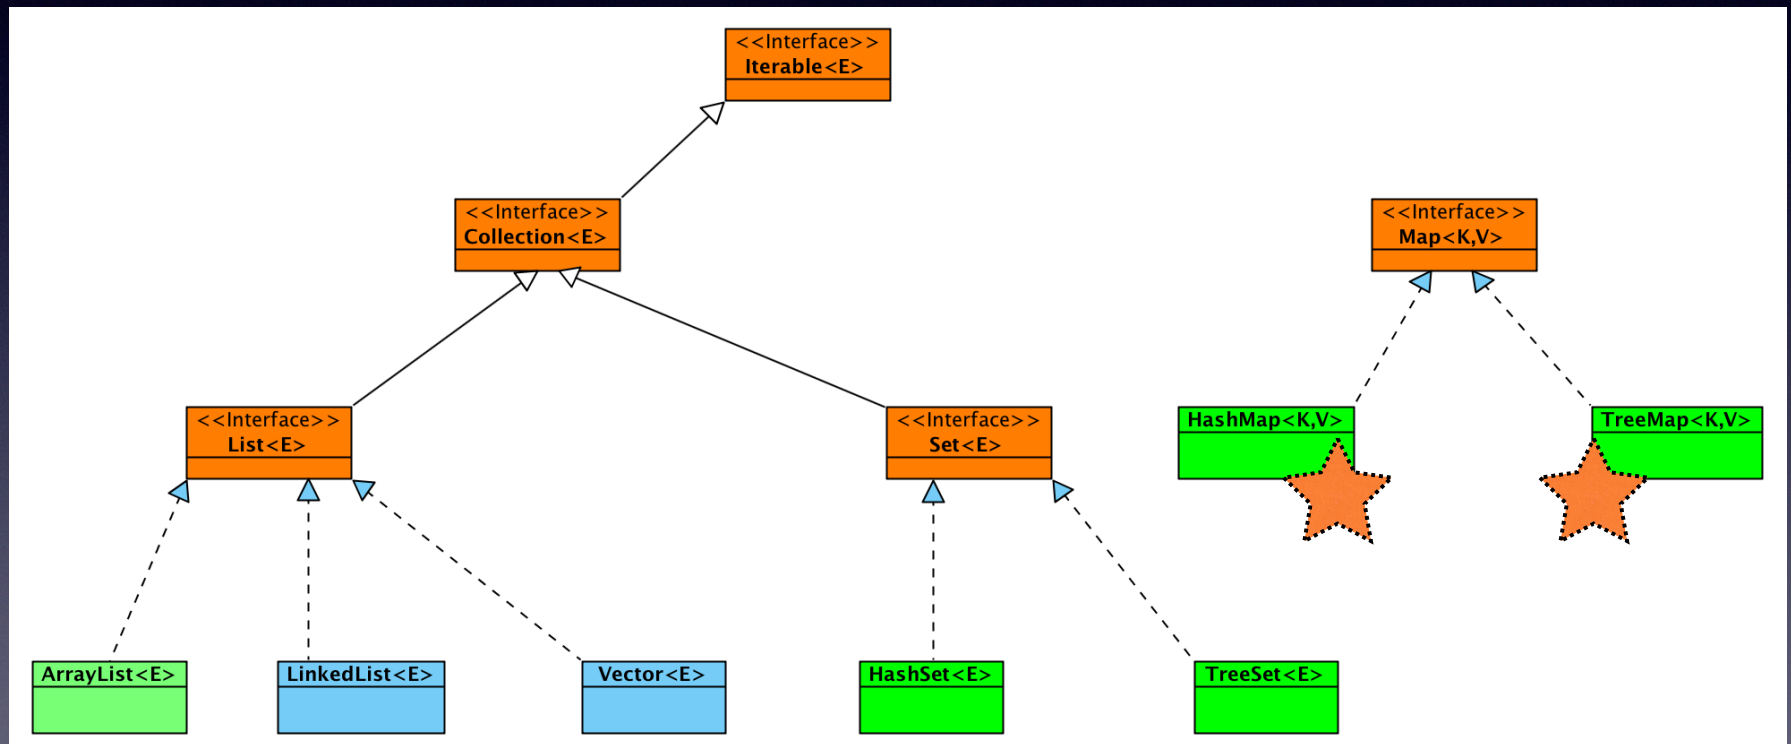 <<Interface>>
Iterable<E>
<<Interface>>
Collection<E>
<<Interface>>
Map<K,V>
<<Interface>>
List<E>
<<Interface>>
Set<E>
HashMap<K,V>
TreeMap<K,V>
ArrayList<E>
LinkedList<E>
Vector<E>
HashSet<E>
TreeSet<E>